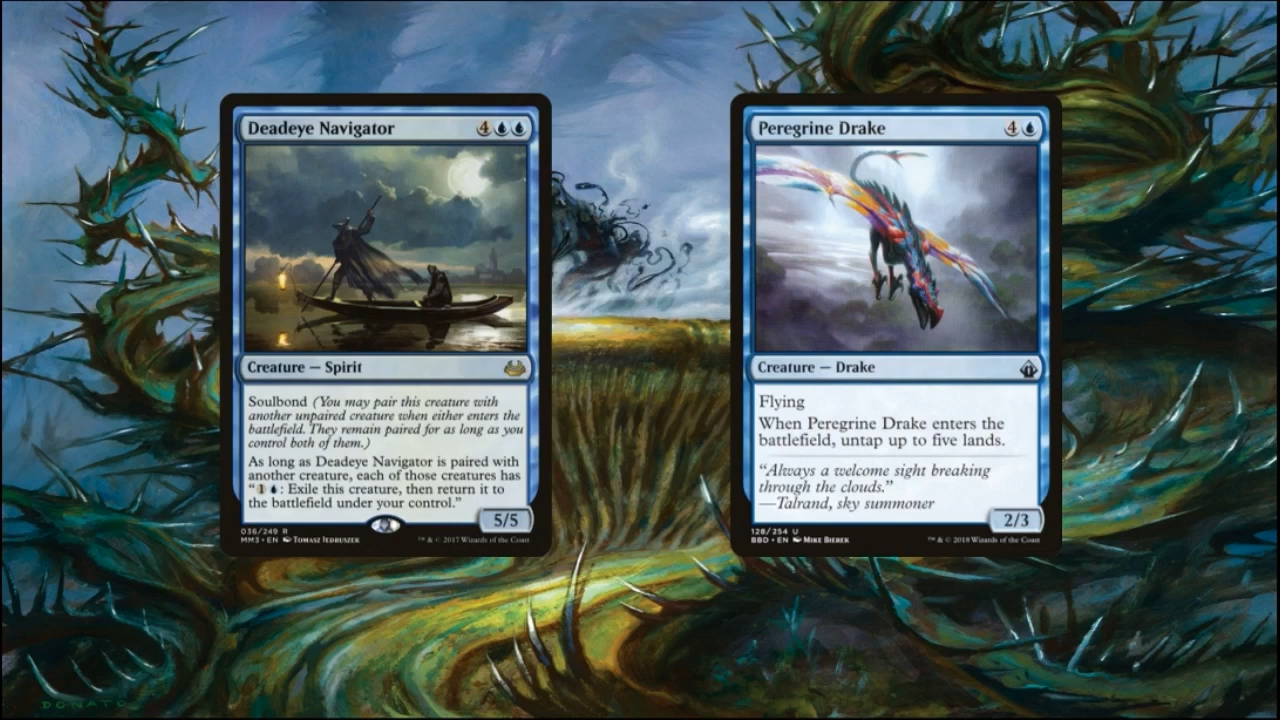 Deadeye Navigator 4
Creature — Spirit
Soulbond (You may pair this creature with
another unpaired creature when either enters the
battlefield. They remain paired for as long as you
control both of them.)
As long as Deadeye Navigator is paired with
another creature, each of those creatures has
“1 : Exile this creature, then return it to
the battlefield under your control.”
5/5
036/249 R
MM3 • EN Tomasz Jedruszek ™ & © 2017 Wizards of the Coast
Peregrine Drake 4
Creature — Drake
Flying
When Peregrine Drake enters the
battlefield, untap up to five lands.
“Always a welcome sight breaking
through the clouds.”
—Talrand, sky summoner
2/3
128/254 U
BBD • EN Mike Bierek ™ & © 2018 Wizards of the Coast
DONATO